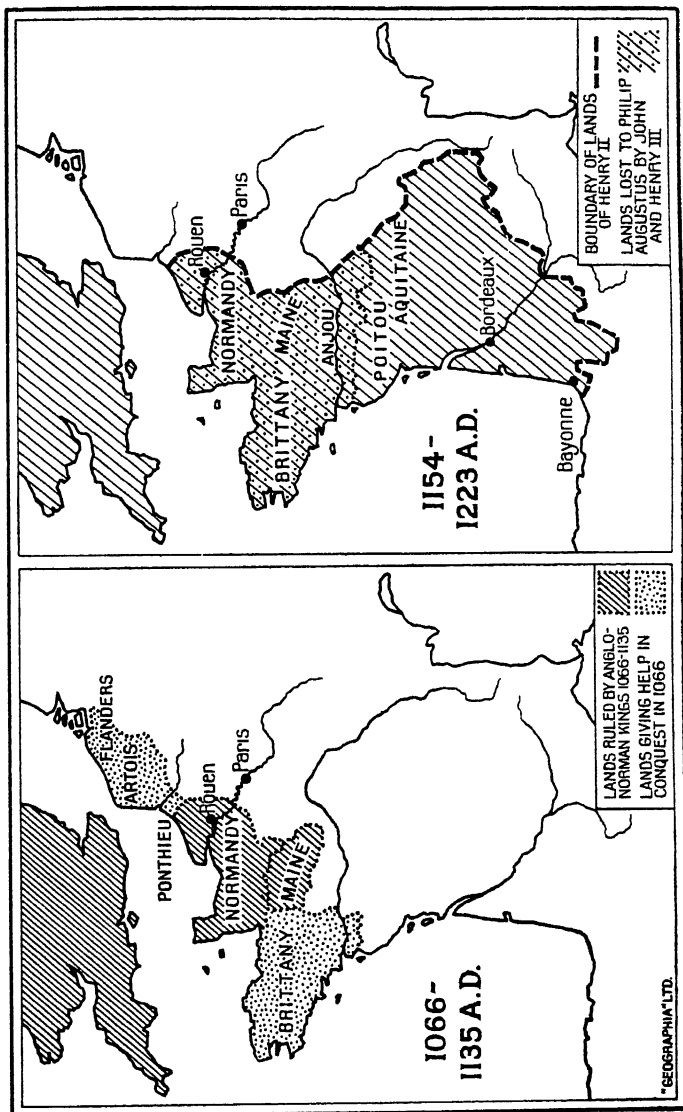 FLANDERS
ARTOIS
PONTHIEU
Rouen
Paris
NORMANDY
MAINE
BRITTANY
1066-
1135 A.D.
LANDS RULED BY ANGLO-
NORMAN KINGS 1066-1135
LANDS GIVING HELP IN
CONQUEST IN 1066
"GEOGRAPHIA" LTD.
Rouen
Paris
NORMANDY
MAINE
BRITTANY
ANJOU
POITOU
AQUITAINE
Bordeaux
Bayonne
1154-
1223 A.D.
BOUNDARY OF LANDS
OF HENRY II
LANDS LOST TO PHILIP
AUGUSTUS BY JOHN
AND HENRY III